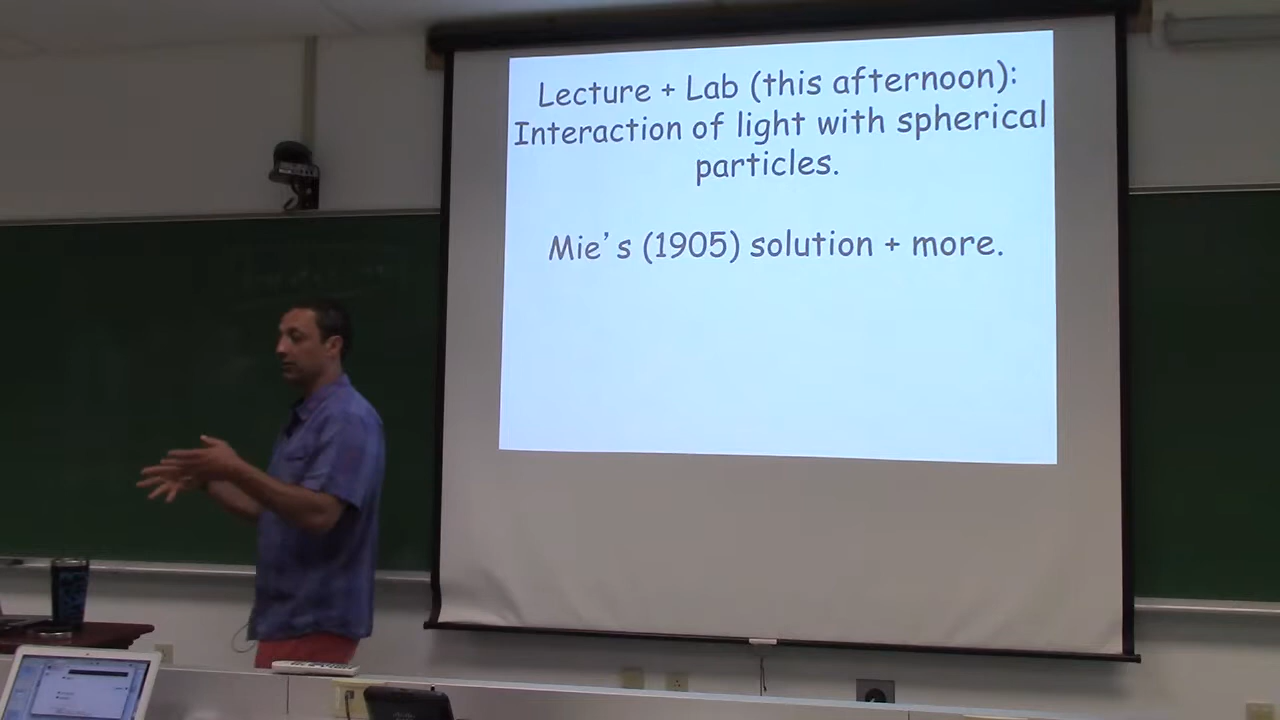 Lecture + Lab (this afternoon):
Interaction of light with spherical
particles.
Mie's (1905) solution + more.